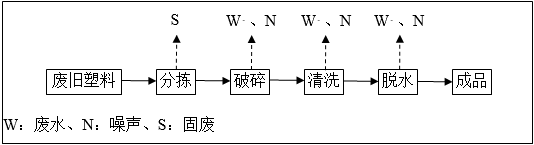 S W-、N W-、N W-、N
废旧塑料 分拣 破碎 清洗 脱水 成品
W：废水、N：噪声、S：固废